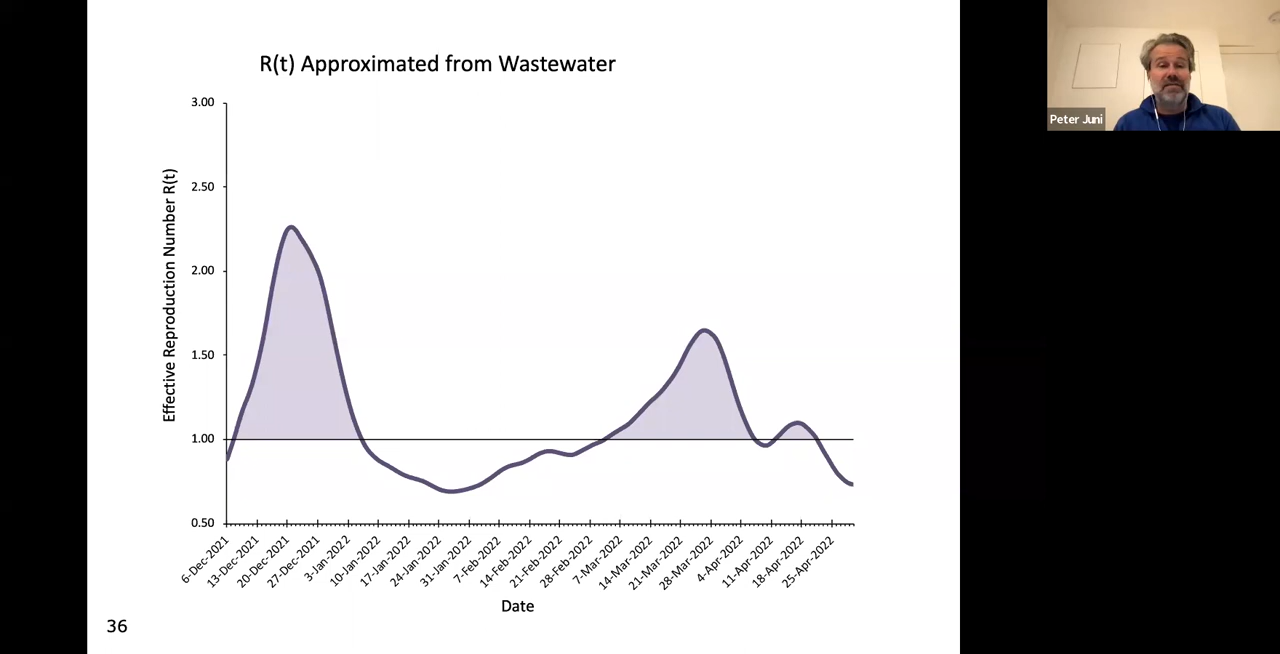 R(t) Approximated from Wastewater
Peter Juni
Effective Reproduction Number R(t)
3.00
2.50
2.00
1.50
1.00
0.50
6-Dec-2021
13-Dec-2021
20-Dec-2021
27-Dec-2021
3-Jan-2022
10-Jan-2022
17-Jan-2022
24-Jan-2022
31-Jan-2022
7-Feb-2022
14-Feb-2022
21-Feb-2022
28-Feb-2022
7-Mar-2022
14-Mar-2022
21-Mar-2022
28-Mar-2022
4-Apr-2022
11-Apr-2022
18-Apr-2022
25-Apr-2022
Date
36